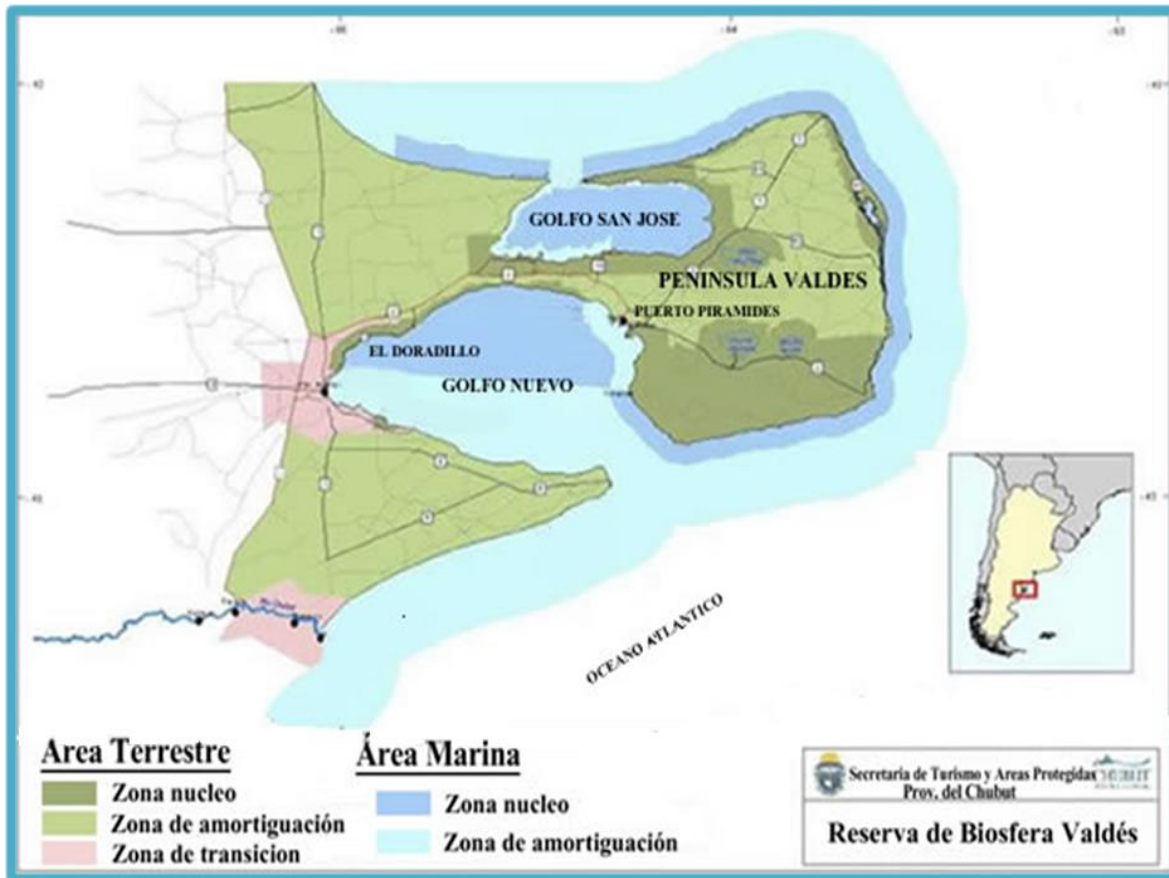 GOLFO SAN JOSE
PENINSULA VALDES
PUERTO PIRAMIDES
EL DORADILLO
GOLFO NUEVO
OCEANO ATLANTICO
Area Terrestre
Zona nucleo
Zona de amortiguación
Zona de transicion
Área Marina
Zona nucleo
Zona de amortiguación
Secretaria de Turismo y Areas Protegidas
Prov. del Chubut
CHUBUT
Reserva de Biosfera Valdés